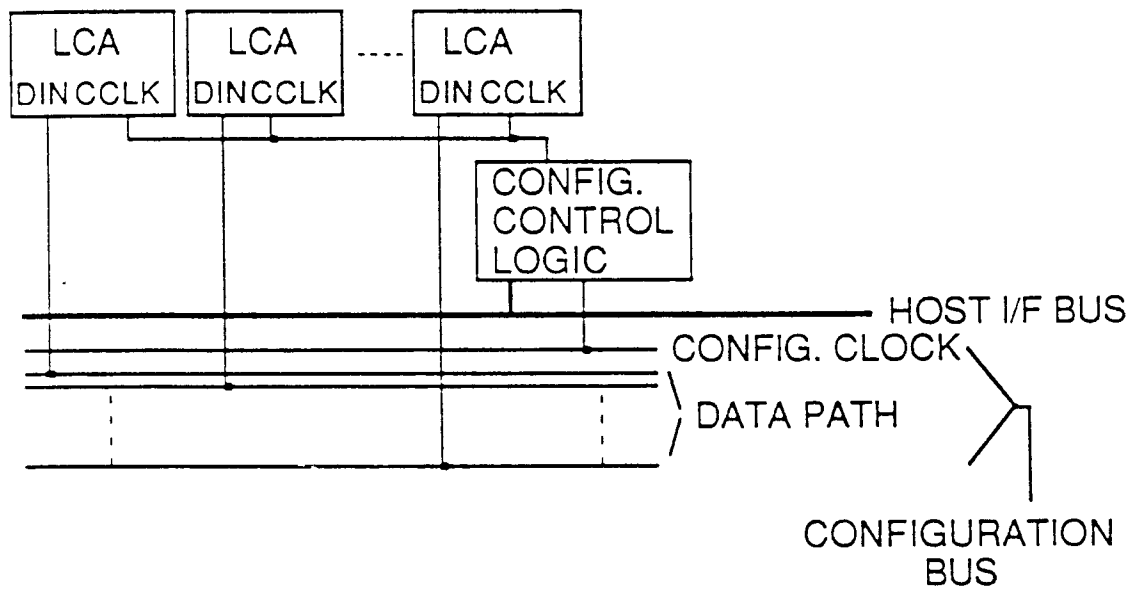 LCA
DIN CCLK
LCA
DIN CCLK
LCA
DIN CCLK
CONFIG.
CONTROL
LOGIC
HOST I/F BUS
CONFIG. CLOCK
DATA PATH
CONFIGURATION
BUS